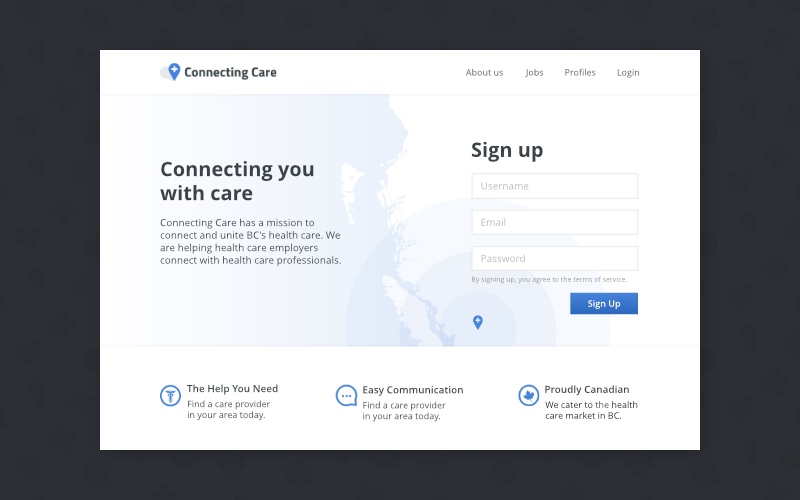 Connecting Care
About us Jobs Profiles Login
Connecting you
with care
Connecting Care has a mission to
connect and unite BC's health care. We
are helping health care employers
connect with health care professionals.
Sign up
Username
Email
Password
By signing up, you agree to the terms of service.
Sign Up
The Help You Need
Find a care provider
in your area today.
Easy Communication
Find a care provider
in your area today.
Proudly Canadian
We cater to the health
care market in BC.